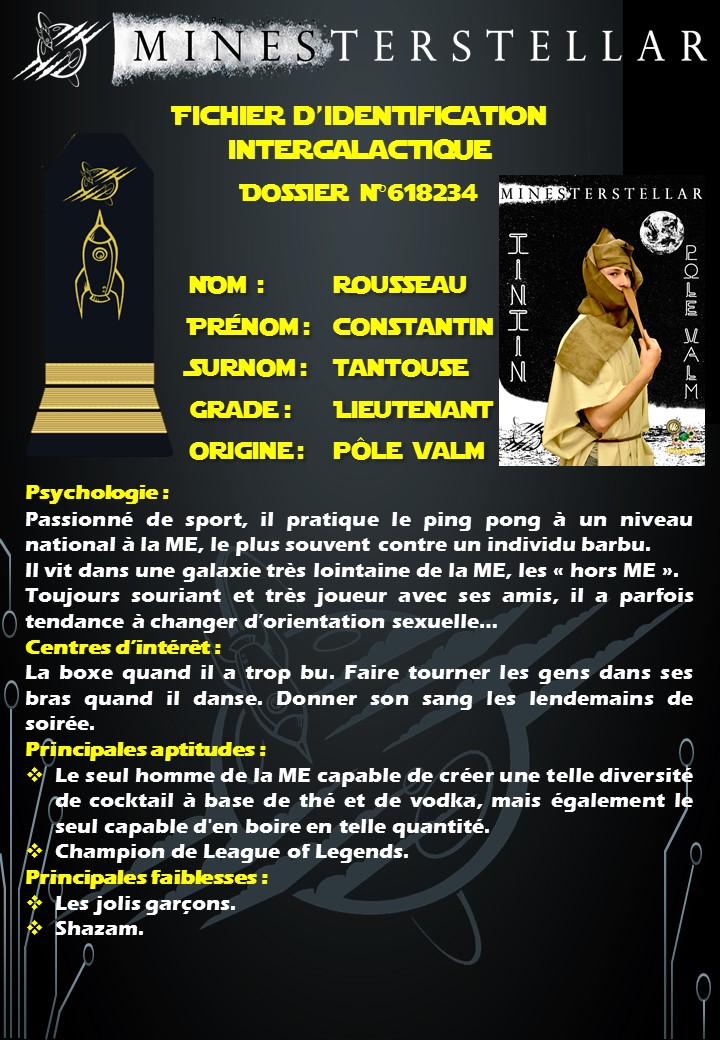 MINESTERSTELLAR
FICHIER D'IDENTIFICATION
INTERGALACTIQUE
DOSSIER N°618234
MINESTERSTELLAR
TINTIN
PÔLE VALM
NOM : ROUSSEAU
PRÉNOM : CONSTANTIN
SURNOM : TANTOUSE
GRADE : LIEUTENANT
ORIGINE : PÔLE VALM
Psychologie :
Passionné de sport, il pratique le ping pong à un niveau
national à la ME, le plus souvent contre un individu barbu.
Il vit dans une galaxie très lointaine de la ME, les « hors ME ».
Toujours souriant et très joueur avec ses amis, il a parfois
tendance à changer d'orientation sexuelle...
Centres d'intérêt :
La boxe quand il a trop bu. Faire tourner les gens dans ses
bras quand il danse. Donner son sang les lendemains de
soirée.
Principales aptitudes :
❖ Le seul homme de la ME capable de créer une telle diversité
de cocktail à base de thé et de vodka, mais également le
seul capable d'en boire en telle quantité.
❖ Champion de League of Legends.
Principales faiblesses :
❖ Les jolis garçons.
❖ Shazam.